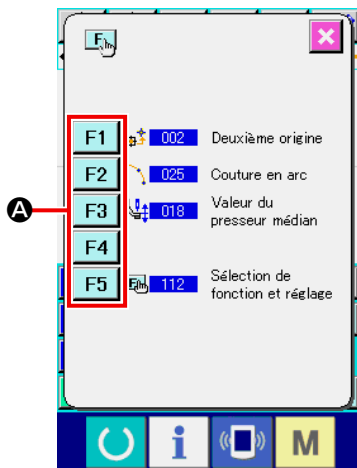 F
F1 002 Deuxième origine
F2 025 Couture en arc
A F3 018 Valeur du
presseur médian
F4
F5 112 Sélection de
fonction et réglage
i M